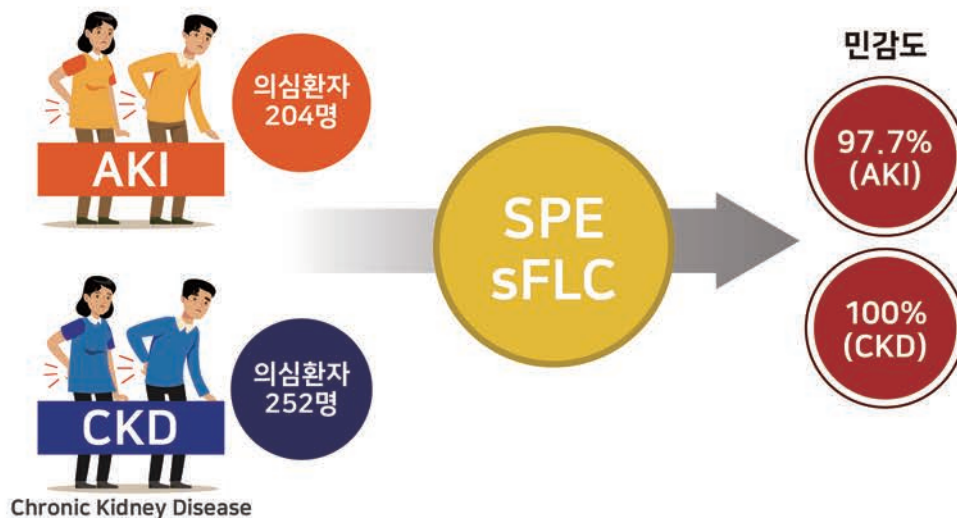 의심환자
204명
AKI
의심환자
252명
CKD
Chronic Kidney Disease
SPE
sFLC
민감도
97.7%
(AKI)
100%
(CKD)